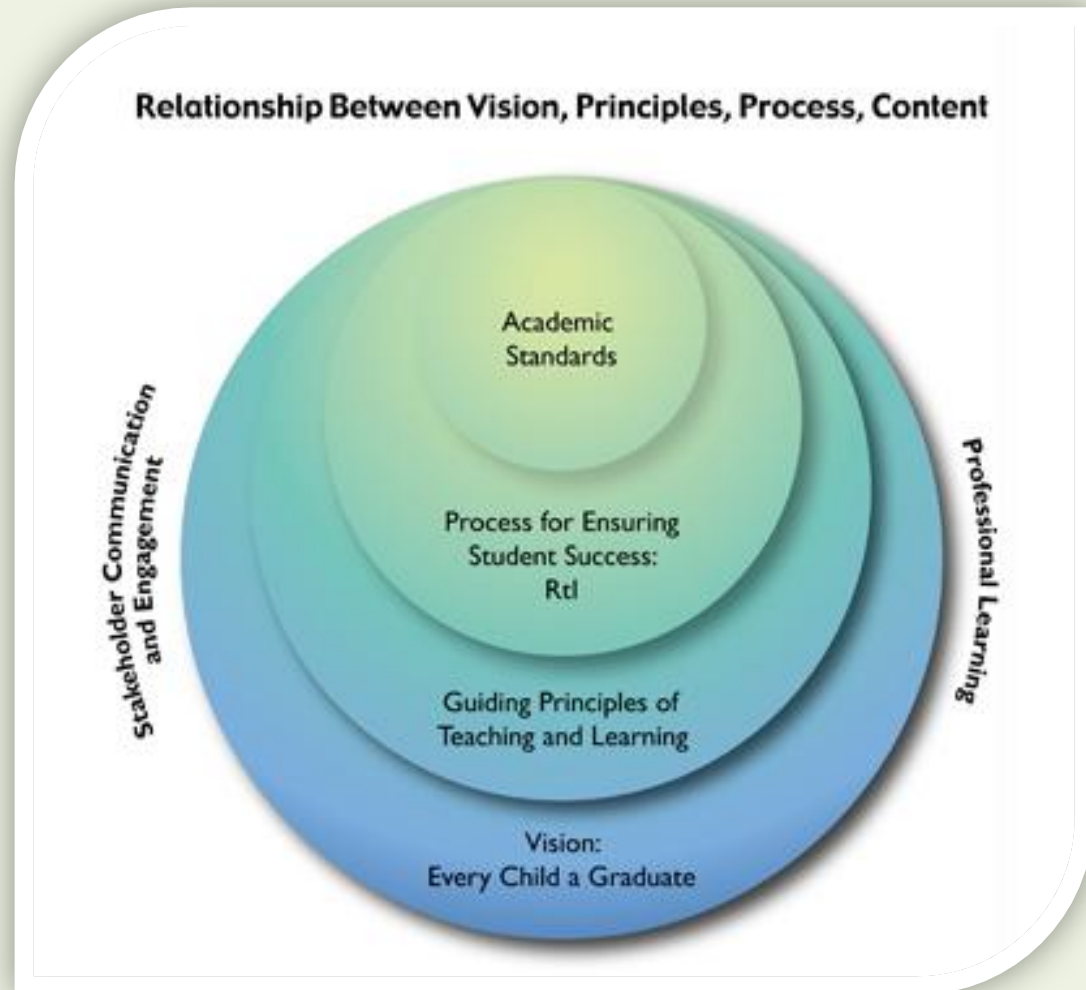 Relationship Between Vision, Principles, Process, Content
Academic
Standards
Process for Ensuring
Student Success:
RtI
Guiding Principles of
Teaching and Learning
Vision:
Every Child a Graduate
Stakeholder Communication
and Engagement
Professional Learning